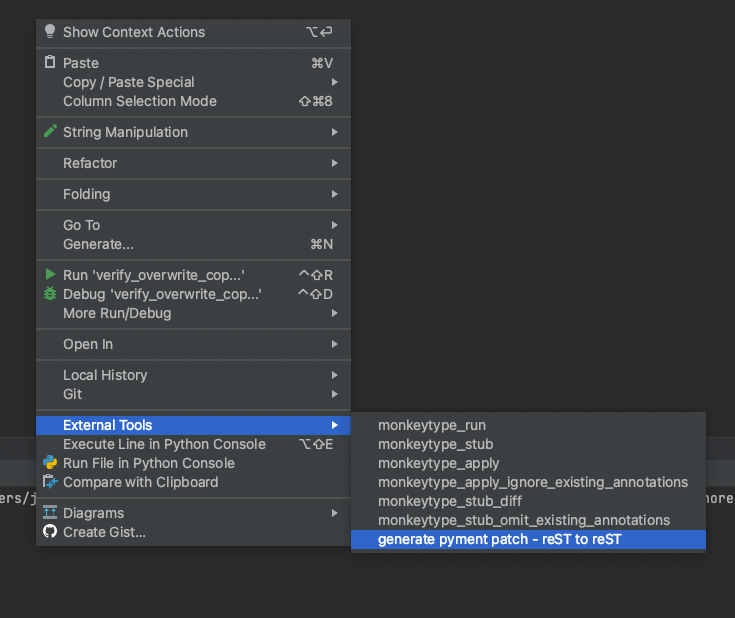 Show Context Actions ⌥⏎
Paste ⌘V
Copy / Paste Special
Column Selection Mode ⇧⌘8
String Manipulation
Refactor
Folding
Go To
Generate... ⌘N
Run 'verify_overwrite_cop...' ^⇧R
Debug 'verify_overwrite_cop...' ^⇧D
More Run/Debug
Open In
Local History
Git
External Tools
Execute Line in Python Console ⌥⇧E
Run File in Python Console
Compare with Clipboard
Diagrams
Create Gist...
monkeytype_run
monkeytype_stub
monkeytype_apply
monkeytype_apply_ignore_existing_annotations
monkeytype_stub_diff
monkeytype_stub_omit_existing_annotations
generate pyment patch - reST to reST
ers/j